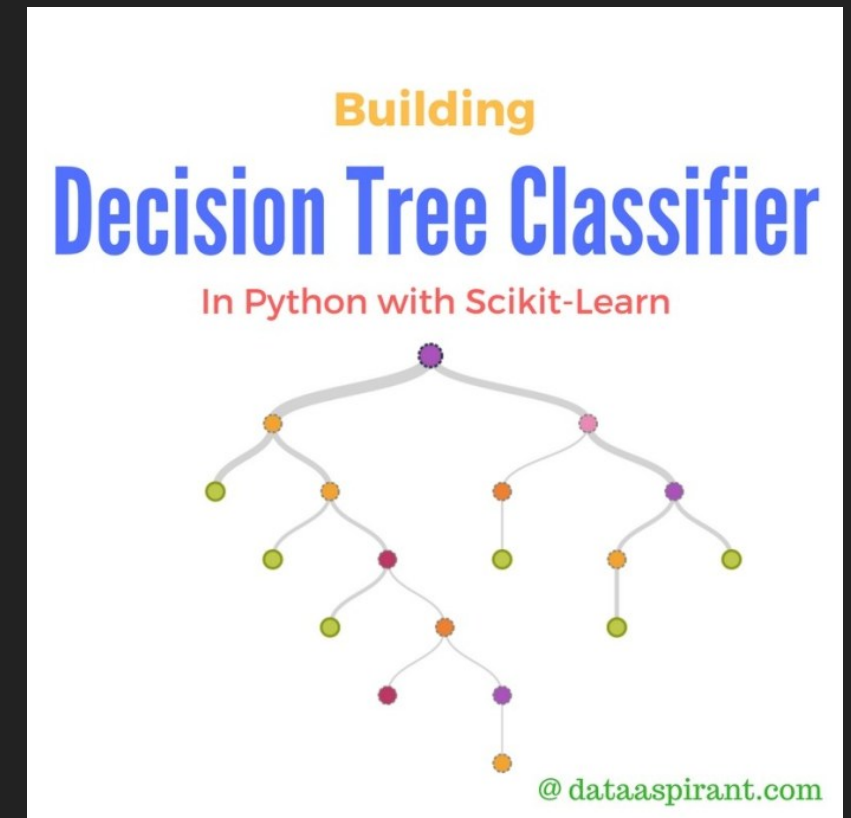 Building
Decision Tree Classifier
In Python with Scikit-Learn
@ dataaspirant.com